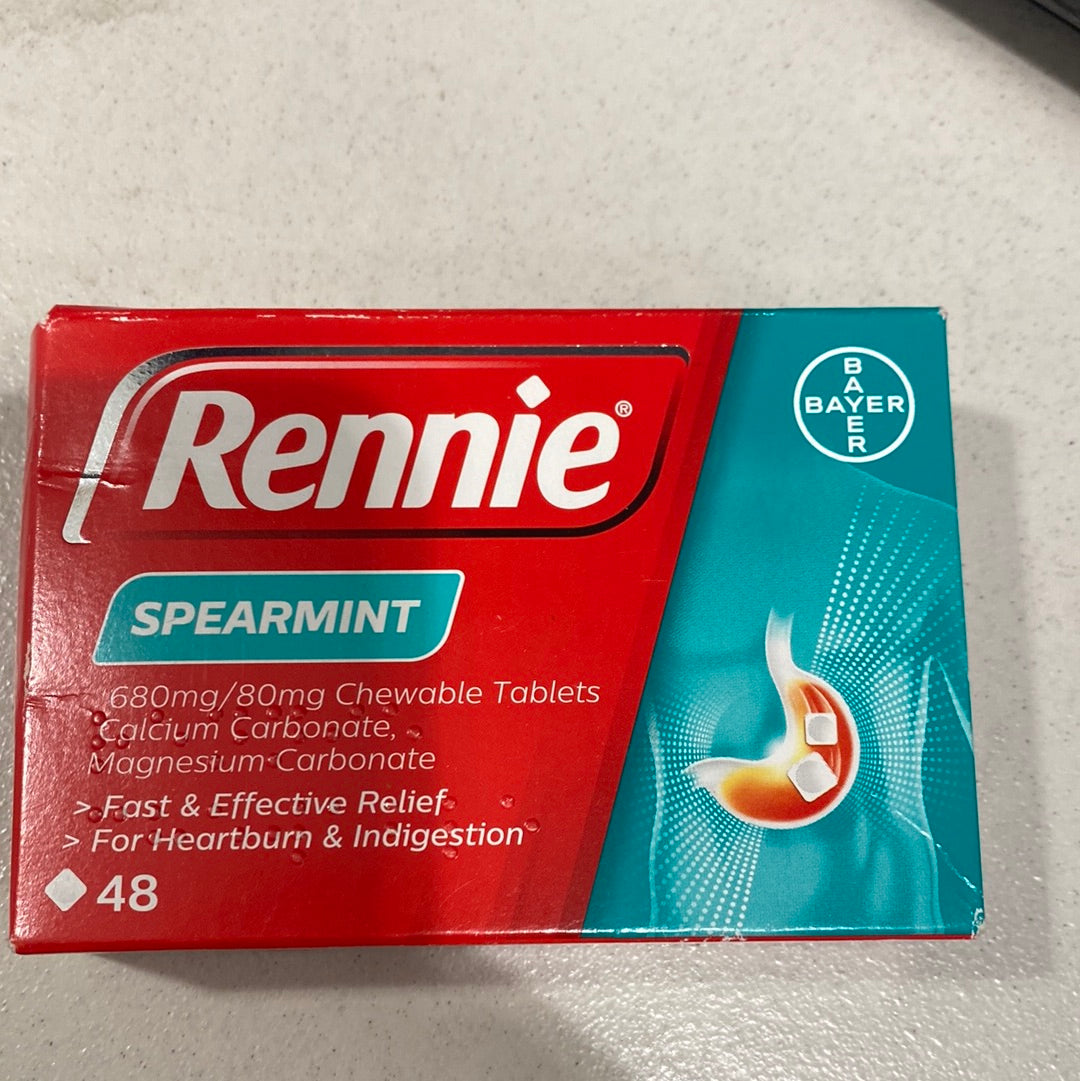 Rennie®
SPEARMINT
680mg/80mg Chewable Tablets
Calcium Carbonate,
Magnesium Carbonate
> Fast & Effective Relief
> For Heartburn & Indigestion
48
BAYER
BAYER